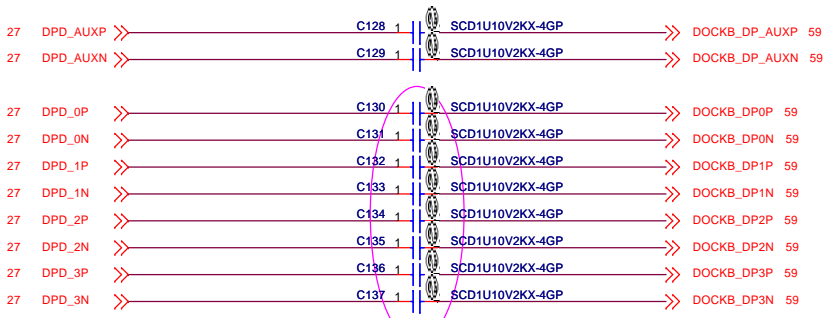 27 DPD_AUXP C128 1 SCD1U10V2KX-4GP DOCKB_DP_AUXP 59
27 DPD_AUXN C129 1 SCD1U10V2KX-4GP DOCKB_DP_AUXN 59
27 DPD_0P C130 1 SCD1U10V2KX-4GP DOCKB_DP0P 59
27 DPD_0N C131 1 SCD1U10V2KX-4GP DOCKB_DP0N 59
27 DPD_1P C132 1 SCD1U10V2KX-4GP DOCKB_DP1P 59
27 DPD_1N C133 1 SCD1U10V2KX-4GP DOCKB_DP1N 59
27 DPD_2P C134 1 SCD1U10V2KX-4GP DOCKB_DP2P 59
27 DPD_2N C135 1 SCD1U10V2KX-4GP DOCKB_DP2N 59
27 DPD_3P C136 1 SCD1U10V2KX-4GP DOCKB_DP3P 59
27 DPD_3N C137 1 SCD1U10V2KX-4GP DOCKB_DP3N 59